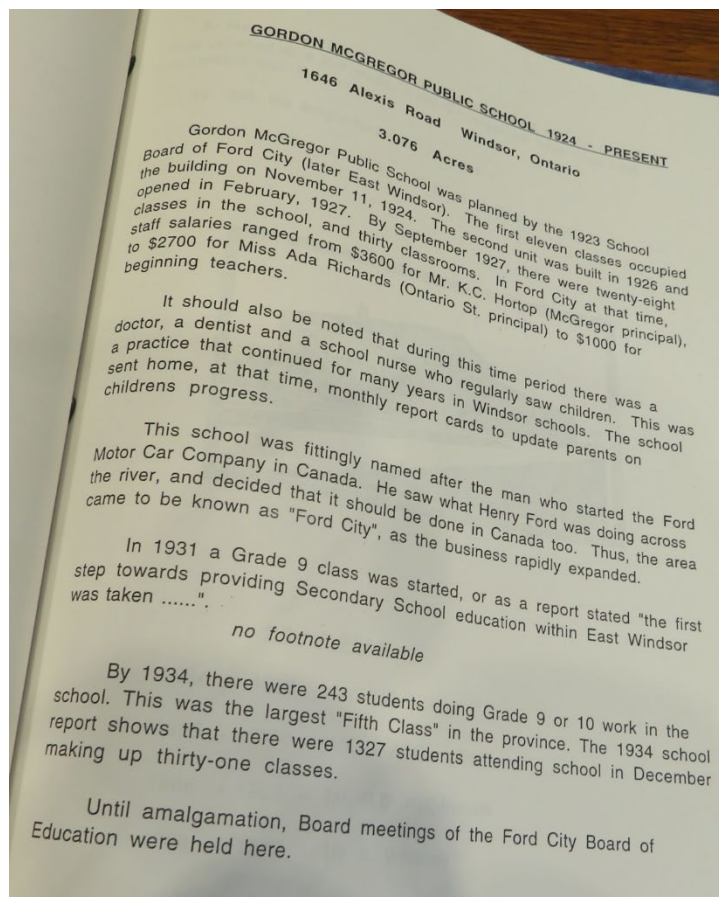 GORDON MCGREGOR PUBLIC SCHOOL 1924 - PRESENT
1646 Alexis Road Windsor, Ontario
3.076 Acres
Gordon McGregor Public School was planned by the 1923 School
Board of Ford City (later East Windsor). The first eleven classes occupied
the building on November 11, 1924. The second unit was built in 1926 and
opened in February, 1927. By September 1927, there were twenty-eight
classes in the school, and thirty classrooms. In Ford City at that time,
staff salaries ranged from $3600 for Mr. K.C. Hortop (McGregor principal),
to $2700 for Miss Ada Richards (Ontario St. principal) to $1000 for
beginning teachers.
It should also be noted that during this time period there was a
doctor, a dentist and a school nurse who regularly saw children. This was
a practice that continued for many years in Windsor schools. The school
sent home, at that time, monthly report cards to update parents on
childrens progress.
This school was fittingly named after the man who started the Ford
Motor Car Company in Canada. He saw what Henry Ford was doing across
the river, and decided that it should be done in Canada too. Thus, the area
came to be known as "Ford City", as the business rapidly expanded.
In 1931 a Grade 9 class was started, or as a report stated "the first
step towards providing Secondary School education within East Windsor
was taken ......".
no footnote available
By 1934, there were 243 students doing Grade 9 or 10 work in the
school. This was the largest "Fifth Class" in the province. The 1934 school
report shows that there were 1327 students attending school in December
making up thirty-one classes.
Until amalgamation, Board meetings of the Ford City Board of
Education were held here.